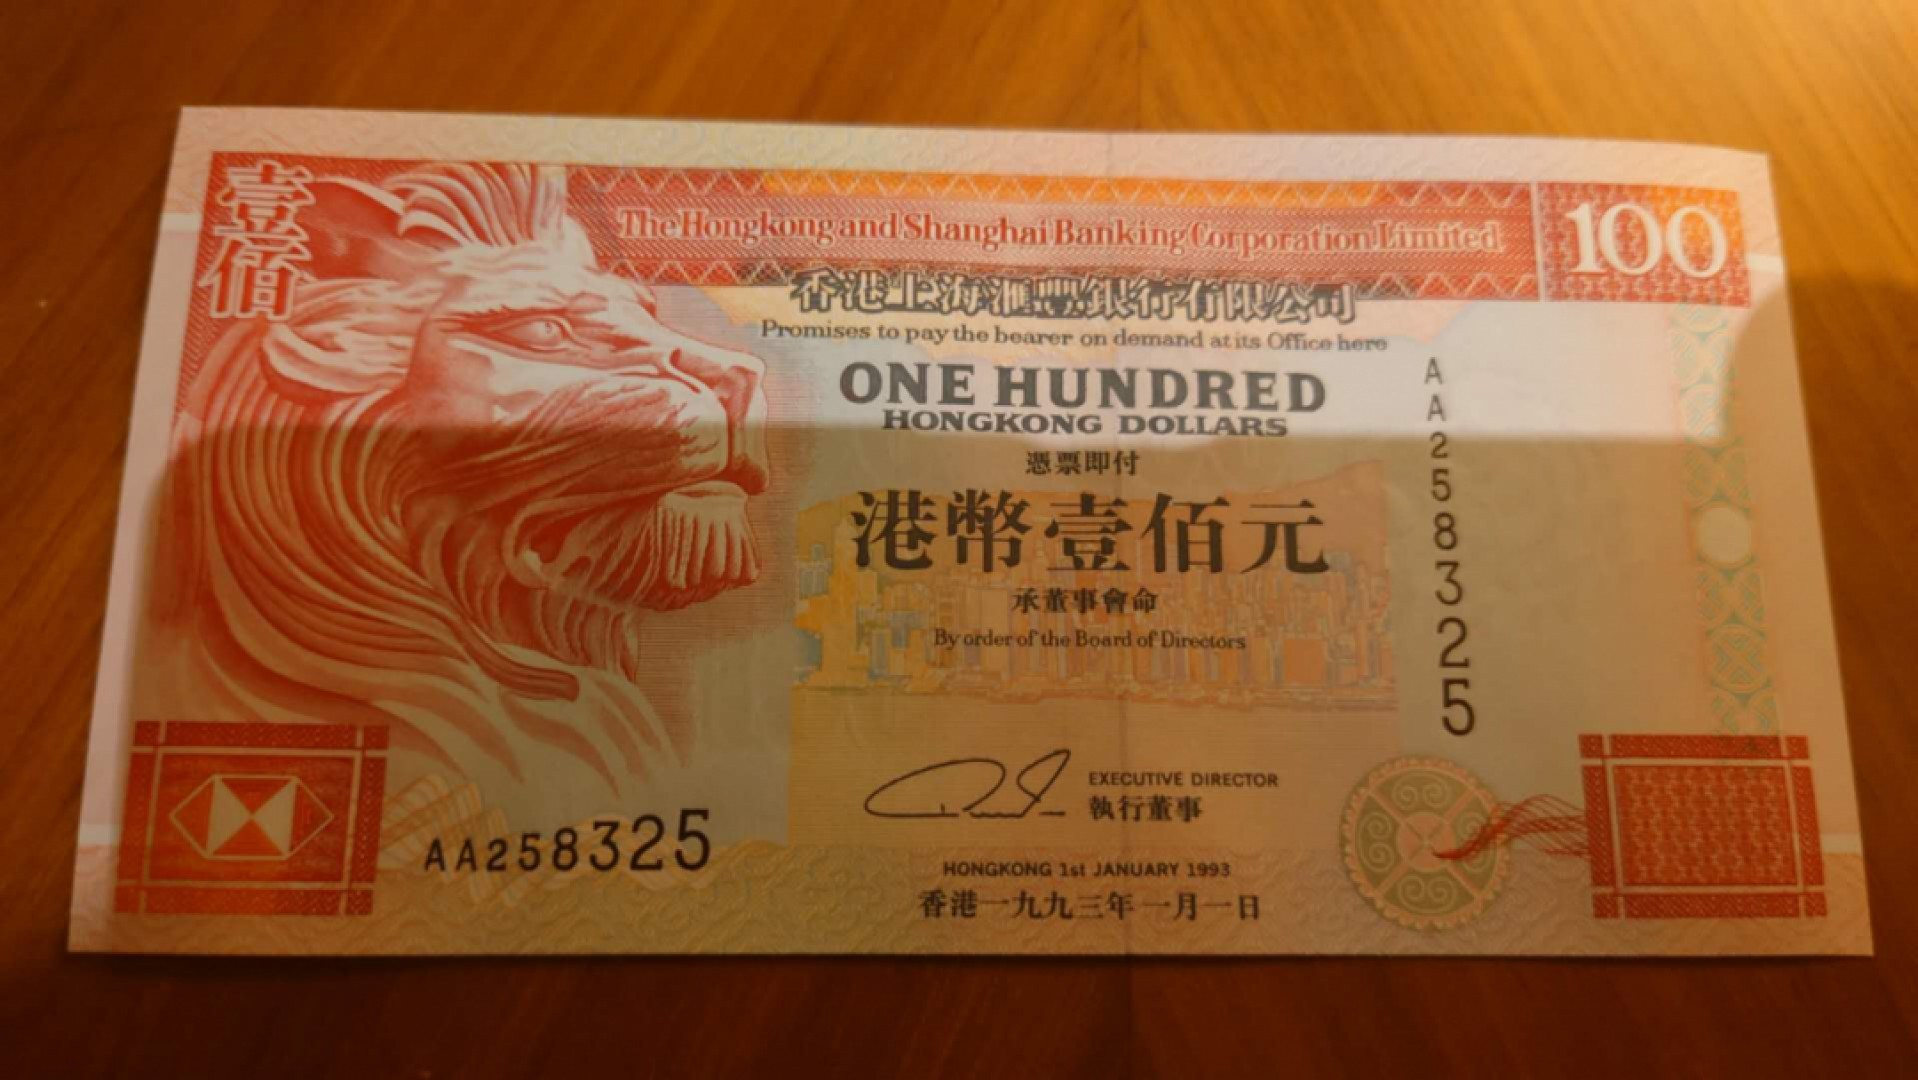 壹佰
The Hongkong and Shanghai Banking Corporation Limited
100
香港上海滙豐銀行有限公司
Promises to pay the bearer on demand at its Office here
ONE HUNDRED
HONGKONG DOLLARS
憑票即付
港幣壹佰元
承董事會命
By order of the Board of Directors
AA258325
EXECUTIVE DIRECTOR
執行董事
AA258325
HONGKONG 1st JANUARY 1993
香港一九九三年一月一日